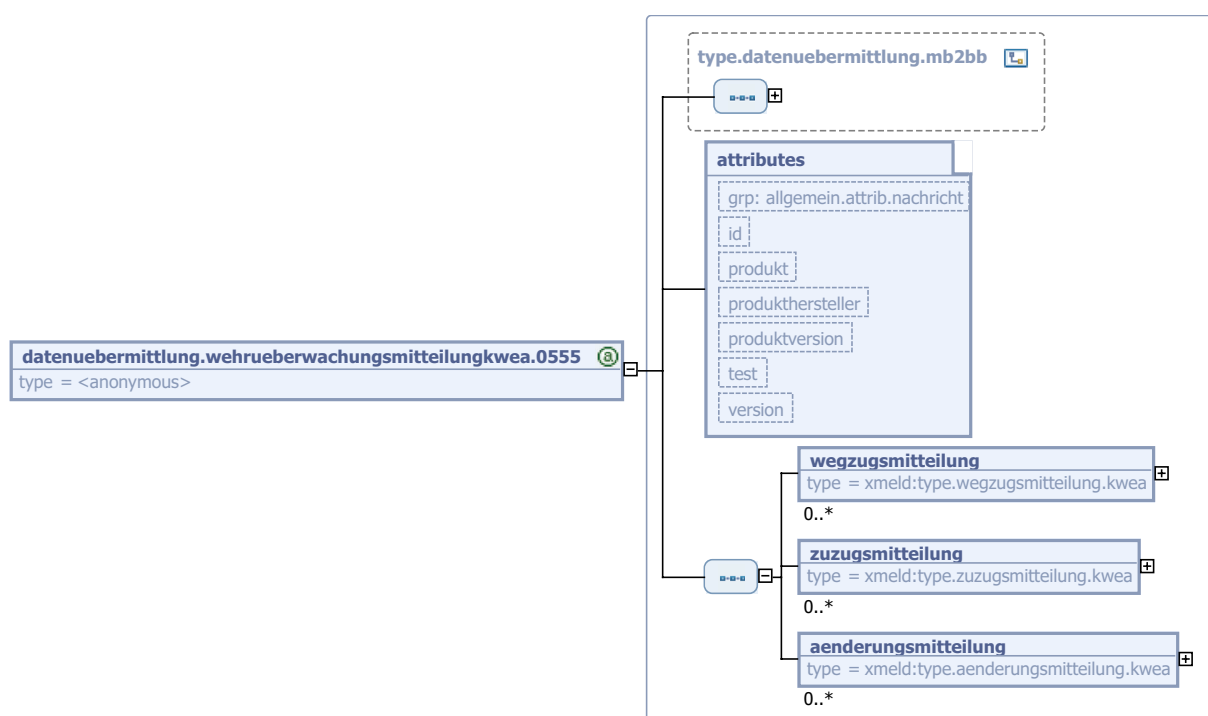 type.datenuebermittlung.mb2bb
attributes
grp: allgemein.attrib.nachricht
id
produkt
produkthersteller
produktversion
test
version
datenuebermittlung.wehrueberwachungsmitteilungkwea.0555 @
type = <anonymous>
wegzugsmitteilung
type = xmeld:type.wegzugsmitteilung.kwea
0..*
zuzugsmitteilung
type = xmeld:type.zuzugsmitteilung.kwea
0..*
aenderungsmitteilung
type = xmeld:type.aenderungsmitteilung.kwea
0..*